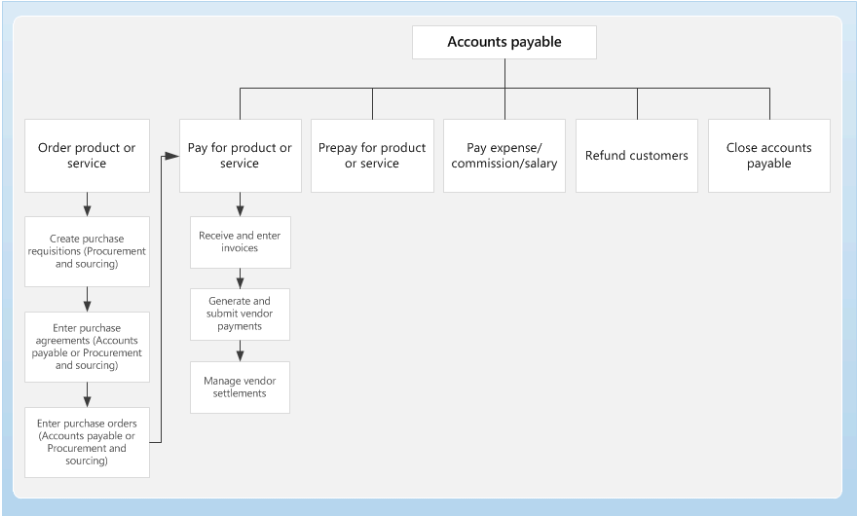 Accounts payable
Order product or
service
Pay for product or
service
Prepay for product
or service
Pay expense/
commission/salary
Refund customers
Close accounts
payable
Create purchase
requisitions (Procurement
and sourcing)
Enter purchase
agreements (Accounts
payable or Procurement
and sourcing)
Enter purchase orders
(Accounts payable or
Procurement and
sourcing)
Receive and enter
invoices
Generate and
submit vendor
payments
Manage vendor
settlements